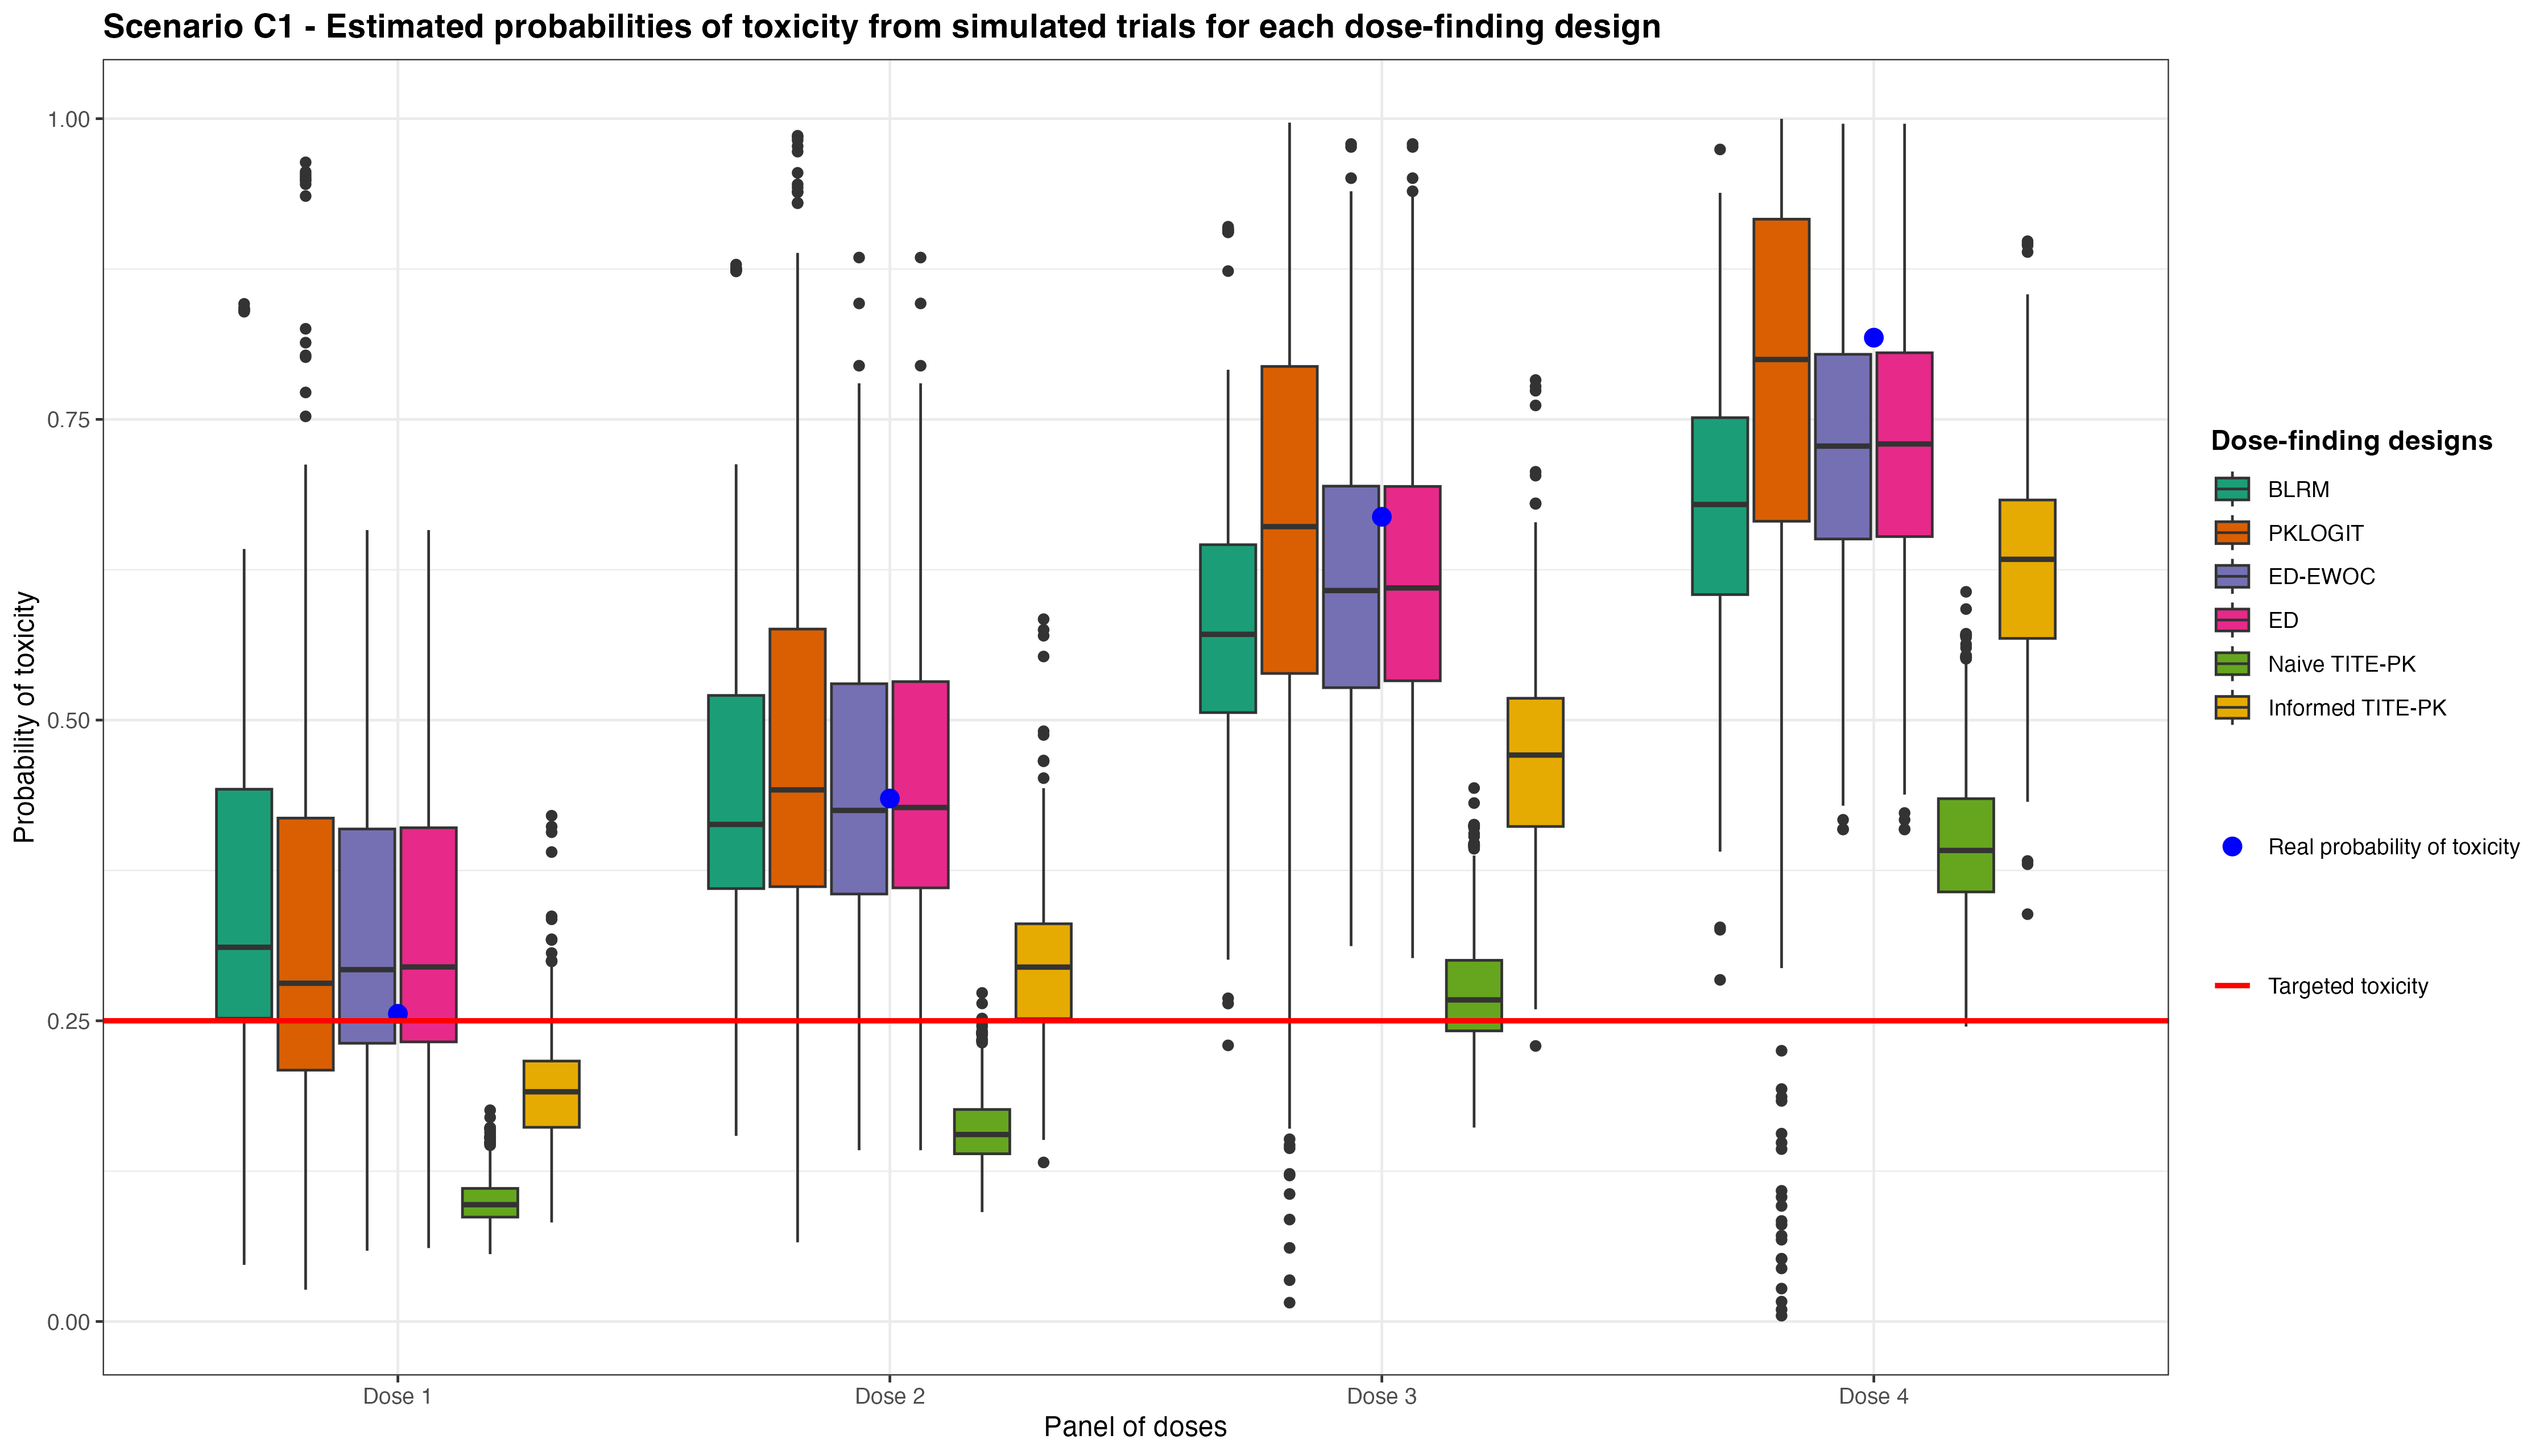 Scenario C1 - Estimated probabilities of toxicity from simulated trials for each dose-finding design
Probability of toxicity
1.00
0.75
0.50
0.25
0.00
Dose 1
Dose 2
Dose 3
Dose 4
Panel of doses
Dose-finding designs
BLRM
PKLOGIT
ED-EWOC
ED
Naive TITE-PK
Informed TITE-PK
Real probability of toxicity
Targeted toxicity